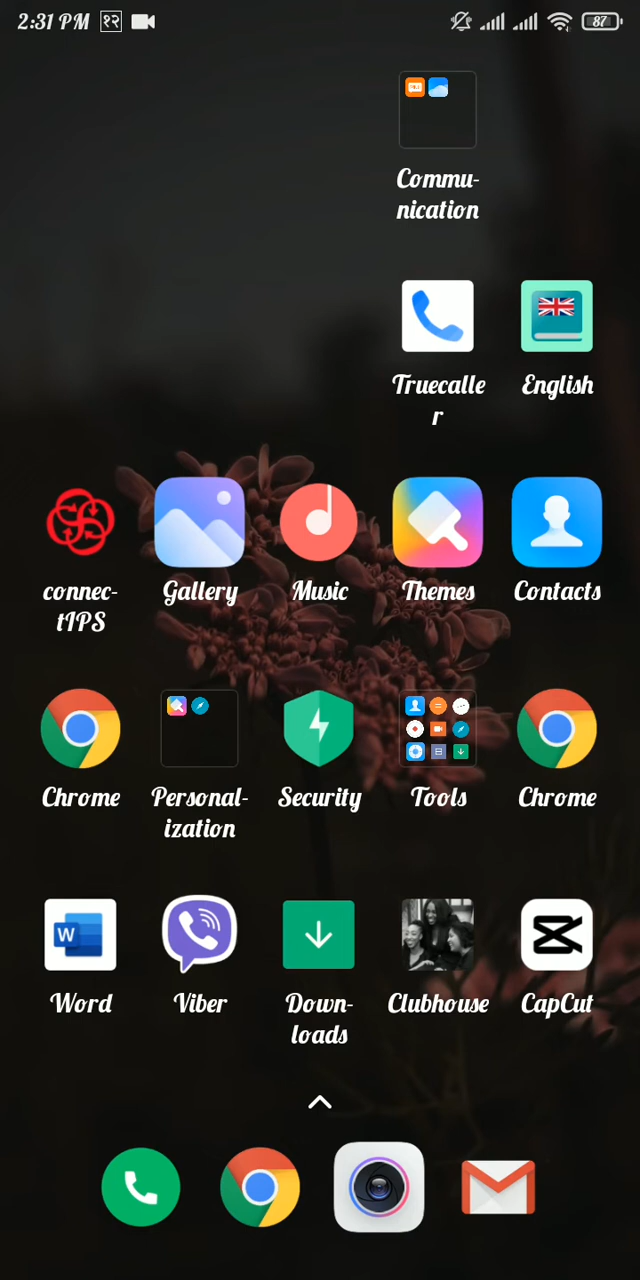 2:31 PM १२ 87
Commu-
nication
Truecalle
r
English
connec-
tIPS
Gallery
Music
Themes
Contacts
Chrome
Personal-
ization
Security
Tools
Chrome
W
Word
Viber
Down-
loads
Clubhouse
CapCut